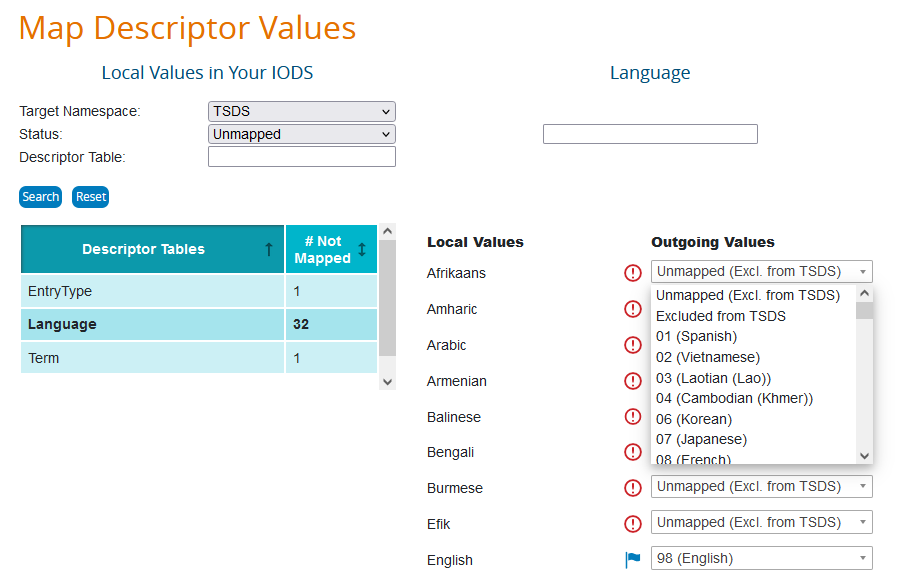 Map Descriptor Values
Local Values in Your IODS
Language
Target Namespace: TSDS
Status: Unmapped
Descriptor Table:
Search Reset
Descriptor Tables # Not Mapped
EntryType 1
Language 32
Term 1
Local Values Outgoing Values
Afrikaans Unmapped (Excl. from TSDS)
Unmapped (Excl. from TSDS)
Excluded from TSDS
01 (Spanish)
02 (Vietnamese)
03 (Laotian (Lao))
04 (Cambodian (Khmer))
06 (Korean)
07 (Japanese)
08 (French)
Amharic
Arabic
Armenian
Balinese
Bengali
Burmese Unmapped (Excl. from TSDS)
Efik Unmapped (Excl. from TSDS)
English 98 (English)